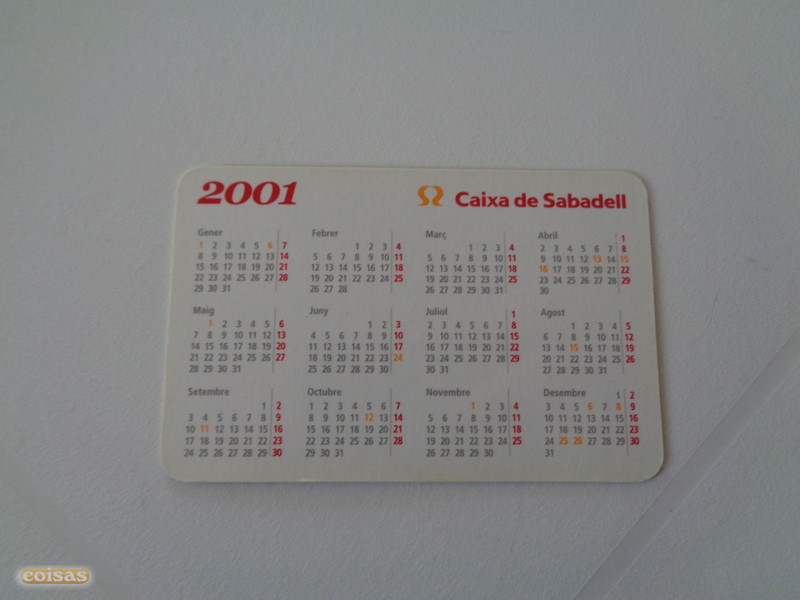 2001
Caixa de Sabadell
Gener
1 2 3 4 5 6 7
8 9 10 11 12 13 14
15 16 17 18 19 20 21
22 23 24 25 26 27 28
29 30 31
Febrer
1 2 3 4
5 6 7 8 9 10 11
12 13 14 15 16 17 18
19 20 21 22 23 24 25
26 27 28
Març
1 2 3 4
5 6 7 8 9 10 11
12 13 14 15 16 17 18
19 20 21 22 23 24 25
26 27 28 29 30 31
Abril
1
2 3 4 5 6 7 8
9 10 11 12 13 14 15
16 17 18 19 20 21 22
23 24 25 26 27 28 29
30
Maig
1 2 3 4 5 6
7 8 9 10 11 12 13
14 15 16 17 18 19 20
21 22 23 24 25 26 27
28 29 30 31
Juny
1 2 3
4 5 6 7 8 9 10
11 12 13 14 15 16 17
18 19 20 21 22 23 24
25 26 27 28 29 30
Juliol
1
2 3 4 5 6 7 8
9 10 11 12 13 14 15
16 17 18 19 20 21 22
23 24 25 26 27 28 29
30 31
Agost
1 2 3 4 5
6 7 8 9 10 11 12
13 14 15 16 17 18 19
20 21 22 23 24 25 26
27 28 29 30 31
Setembre
1 2
3 4 5 6 7 8 9
10 11 12 13 14 15 16
17 18 19 20 21 22 23
24 25 26 27 28 29 30
Octubre
1 2 3 4 5 6 7
8 9 10 11 12 13 14
15 16 17 18 19 20 21
22 23 24 25 26 27 28
29 30 31
Novembre
1 2 3 4
5 6 7 8 9 10 11
12 13 14 15 16 17 18
19 20 21 22 23 24 25
26 27 28 29 30
Desembre
1 2
3 4 5 6 7 8 9
10 11 12 13 14 15 16
17 18 19 20 21 22 23
24 25 26 27 28 29 30
31
coisas